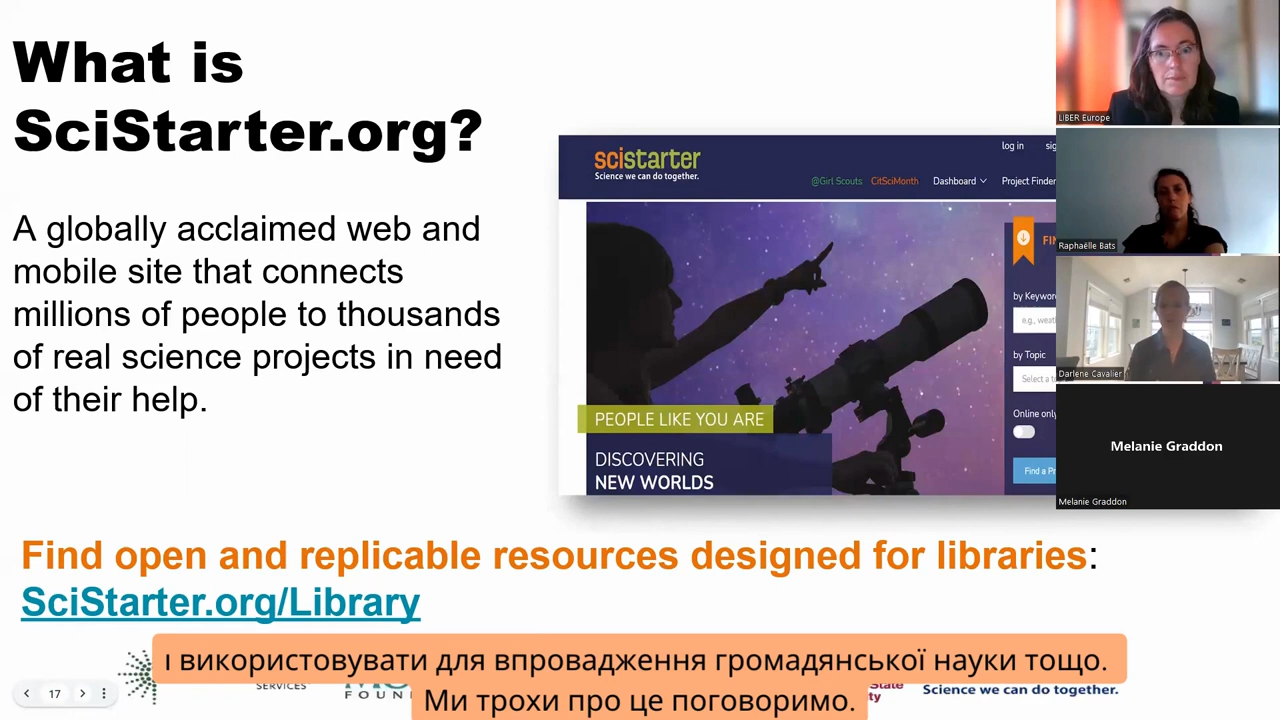 What is
SciStarter.org?
A globally acclaimed web and
mobile site that connects
millions of people to thousands
of real science projects in need
of their help.
scistarter
Science we can do together.
log in
@Girl Scouts CitSciMonth Dashboard Project Finder
by Topic
Online only
PEOPLE LIKE YOU ARE
DISCOVERING
NEW WORLDS
LIBER Europe
Raphaëlle Bats
Darlene Cavalier
Melanie Graddon
Melanie Graddon
Find open and replicable resources designed for libraries:
SciStarter.org/Library
і використовувати для впровадження громадянської науки тощо.
Ми трохи про це поговоримо.
17
SERVICES
State
Science we can do together.